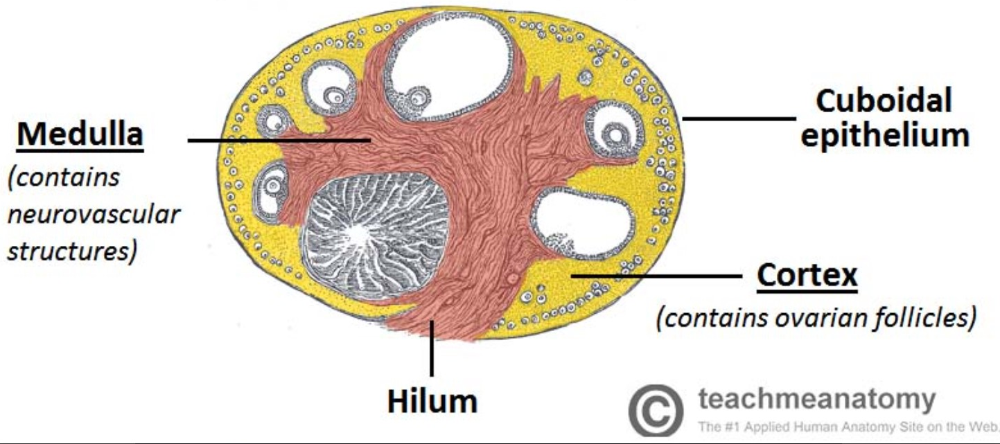 Medulla
(contains
neurovascular
structures)
Cuboidal
epithelium
Cortex
(contains ovarian follicles)
Hilum
© teachmeanatomy
The #1 Applied Human Anatomy Site on the Web.